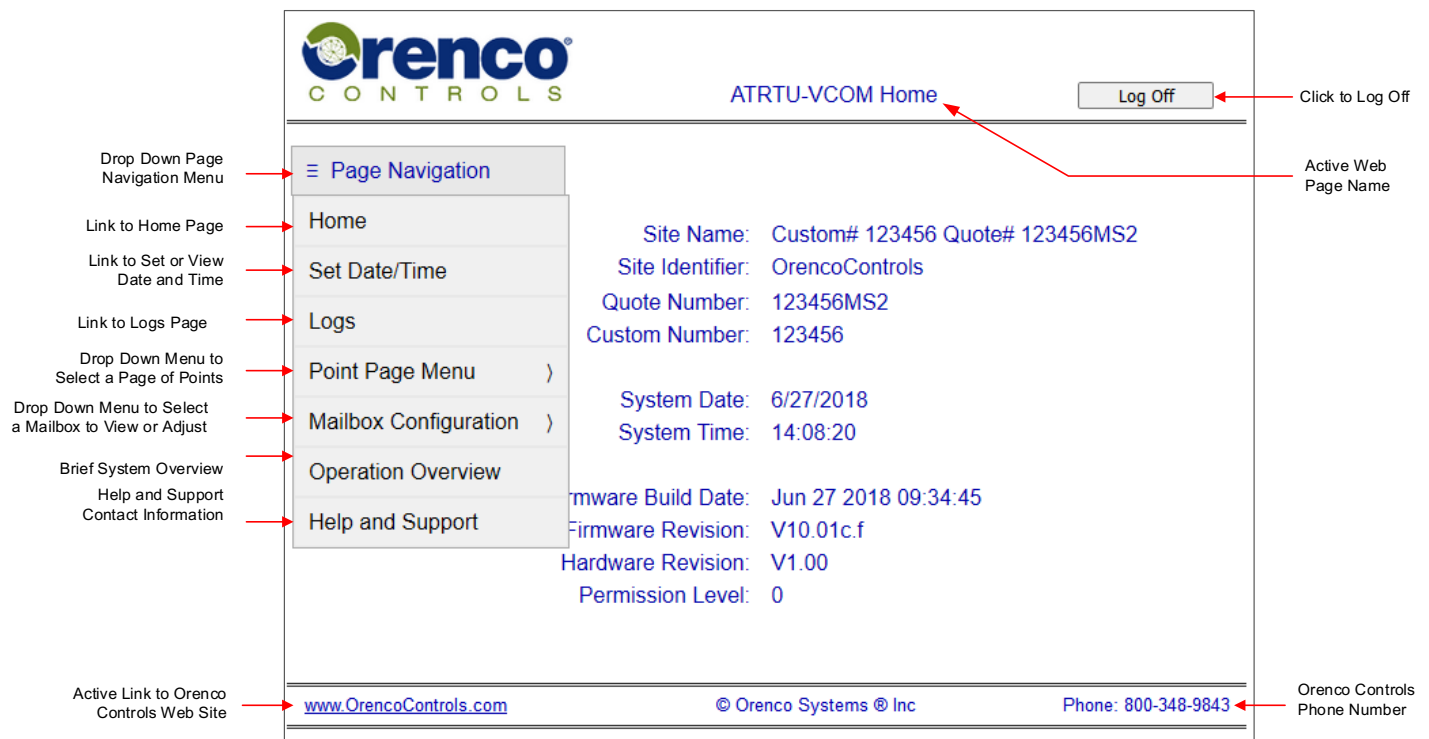 Orenco®
CONTROLS
ATRTU-VCOM Home
Log Off
Click to Log Off
Drop Down Page
Navigation Menu
≡ Page Navigation
Active Web
Page Name
Link to Home Page
Home
Site Name: Custom# 123456 Quote# 123456MS2
Link to Set or View
Date and Time
Set Date/Time
Site Identifier: OrencoControls
Quote Number: 123456MS2
Link to Logs Page
Logs
Custom Number: 123456
Drop Down Menu to
Select a Page of Points
Point Page Menu ⟩
System Date: 6/27/2018
Drop Down Menu to Select
a Mailbox to View or Adjust
Mailbox Configuration ⟩
System Time: 14:08:20
Brief System Overview
Operation Overview
Help and Support
Contact Information
Help and Support
rmware Build Date: Jun 27 2018 09:34:45
Firmware Revision: V10.01c.f
Hardware Revision: V1.00
Permission Level: 0
Active Link to Orenco
Controls Web Site
www.OrencoControls.com
© Orenco Systems ® Inc
Phone: 800-348-9843
Orenco Controls
Phone Number